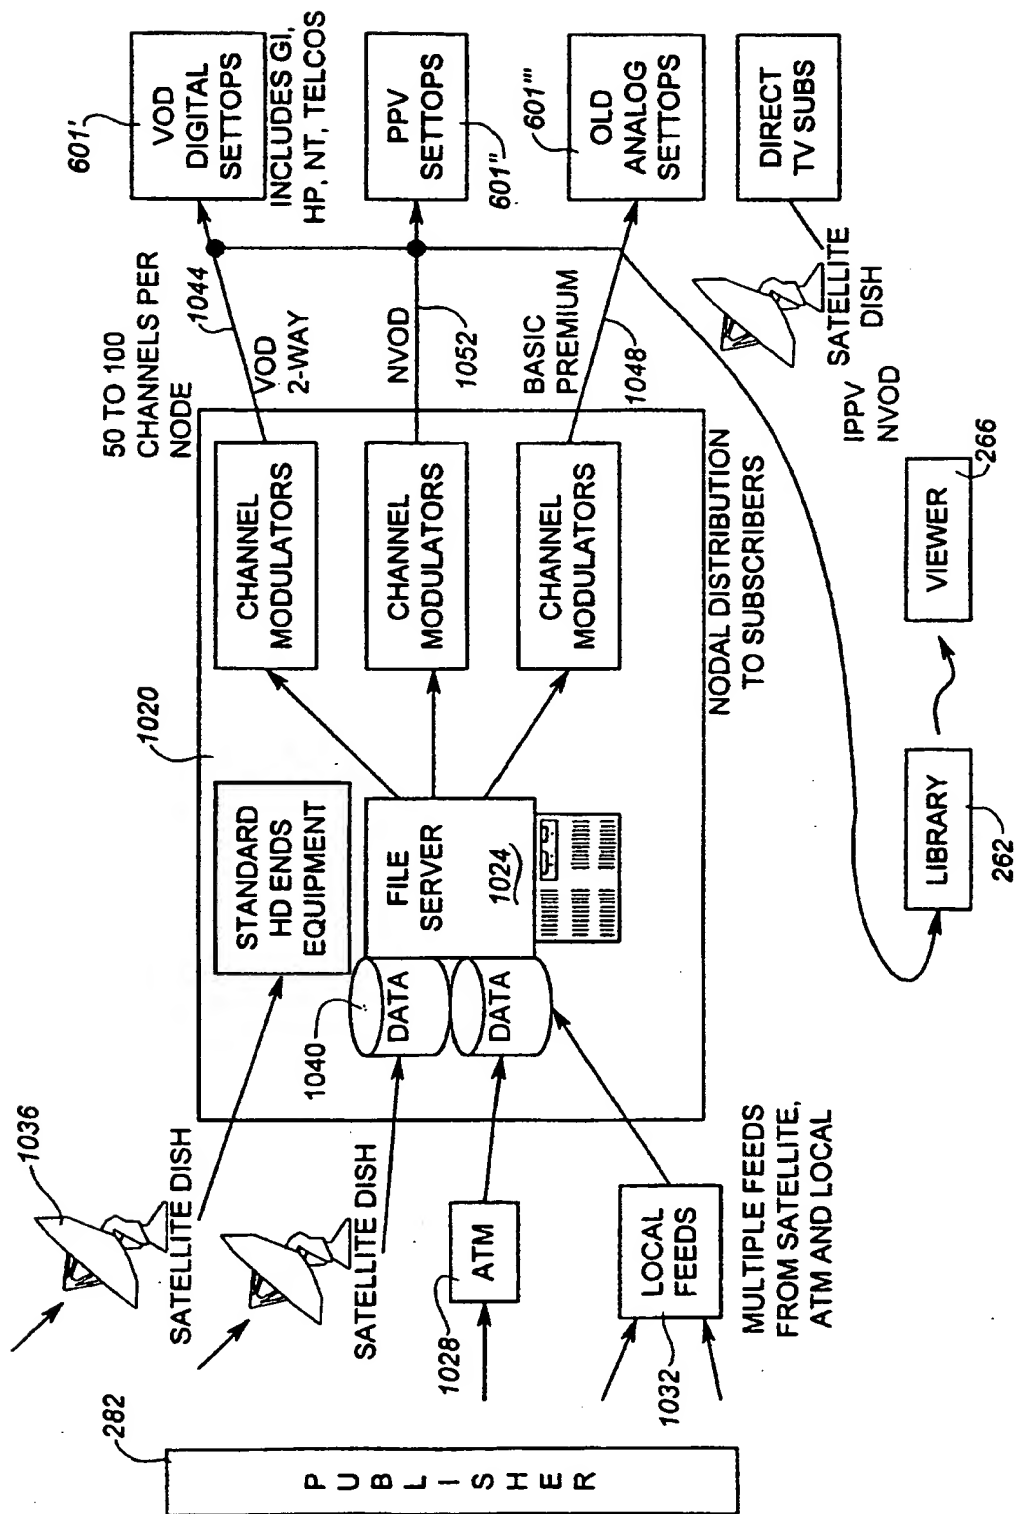 282
PUBLISHER
1036
SATELLITE DISH
SATELLITE DISH
1028
ATM
1032
LOCAL
FEEDS
MULTIPLE FEEDS
FROM SATELLITE,
ATM AND LOCAL
1020
STANDARD
HD ENDS
EQUIPMENT
1040
DATA
DATA
FILE
SERVER
1024
CHANNEL
MODULATORS
CHANNEL
MODULATORS
CHANNEL
MODULATORS
NODAL DISTRIBUTION
TO SUBSCRIBERS
50 TO 100
CHANNELS PER
NODE
1044
VOD
2-WAY
NVOD
1052
BASIC
PREMIUM
1048
601'
VOD
DIGITAL
SETTOPS
INCLUDES GI,
HP, NT, TELCOS
PPV
SETTOPS
601"
601'''
OLD
ANALOG
SETTOPS
DIRECT
TV SUBS
SATELLITE
DISH
IPPV
NVOD
LIBRARY
262
VIEWER
266